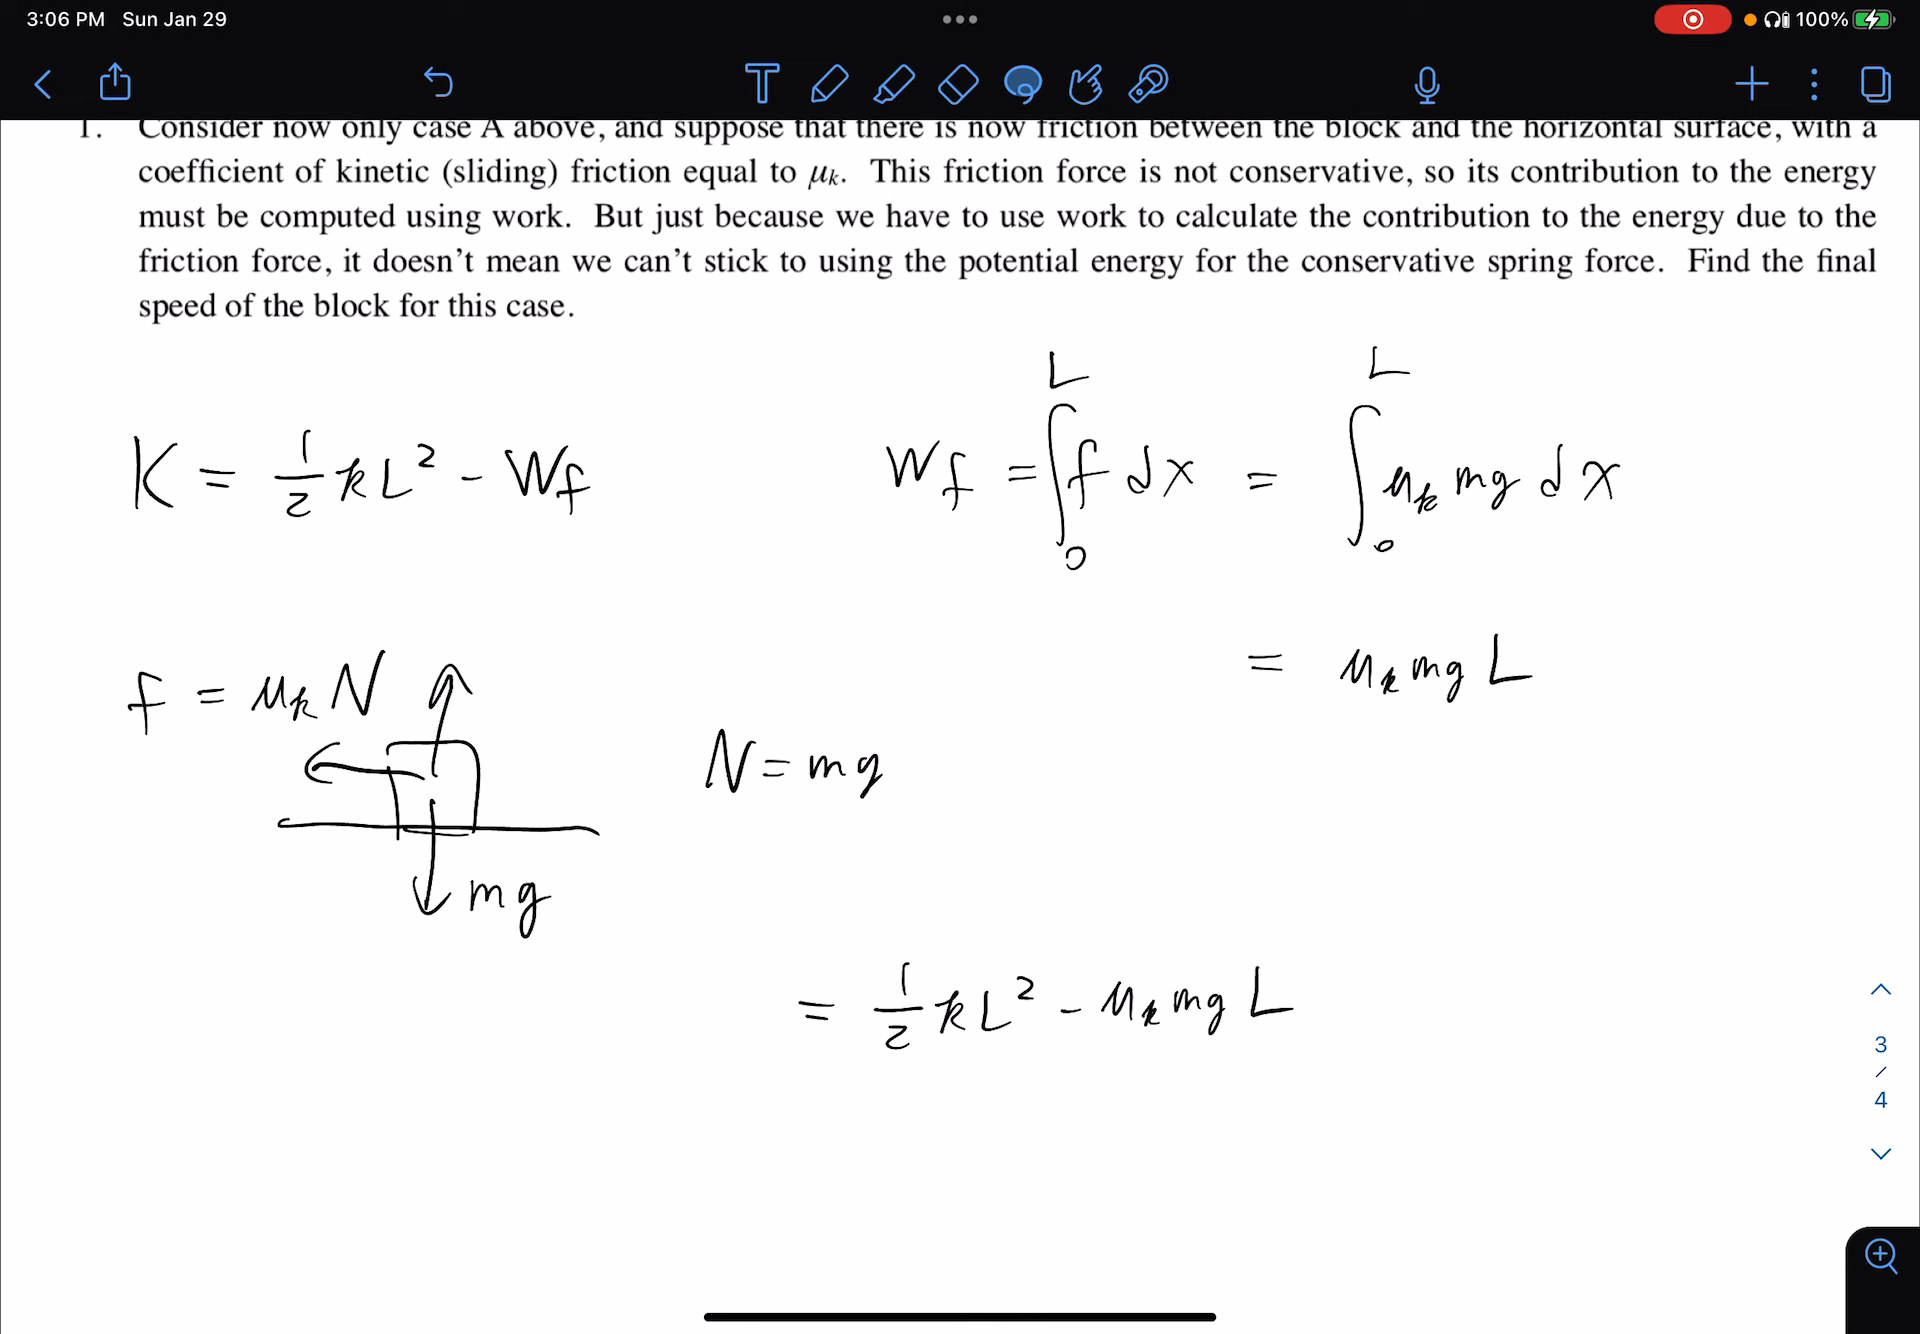 3:06 PM Sun Jan 29
100%
1. Consider now only case A above, and suppose that there is now friction between the block and the horizontal surface, with a
coefficient of kinetic (sliding) friction equal to μk. This friction force is not conservative, so its contribution to the energy
must be computed using work. But just because we have to use work to calculate the contribution to the energy due to the
friction force, it doesn’t mean we can’t stick to using the potential energy for the conservative spring force. Find the final
speed of the block for this case.
K = 1/2 kL² - Wf
Wf = ∫₀ᴸ f dx = ∫₀ᴸ μk mg dx
= μk mg L
f = μk N
N = mg
mg
= 1/2 kL² - μk mg L
3
/
4